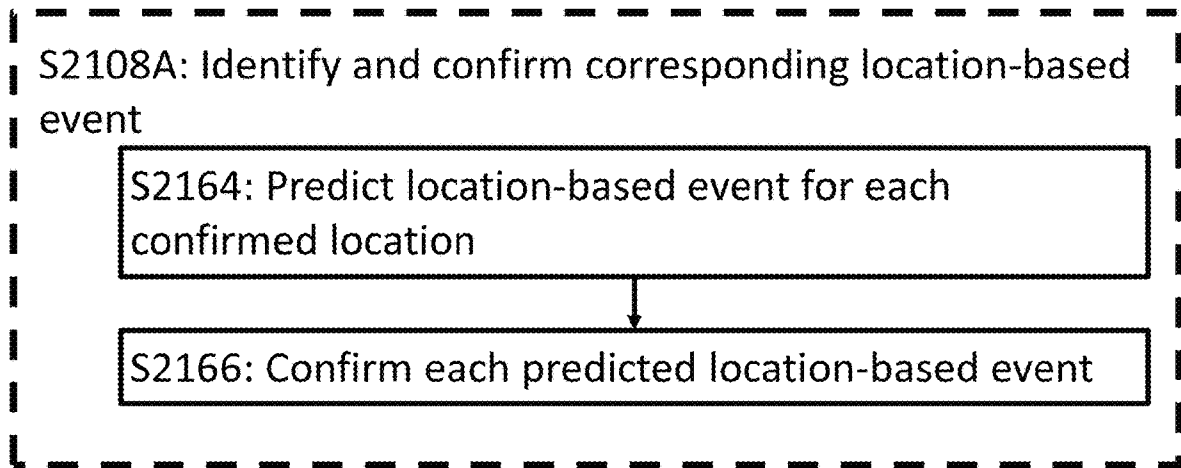 S2108A: Identify and confirm corresponding location-based
event
S2164: Predict location-based event for each
confirmed location
S2166: Confirm each predicted location-based event